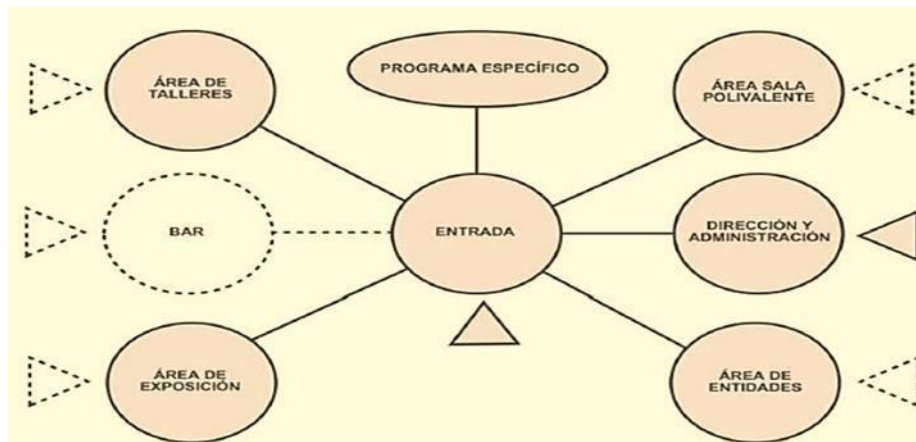 ÁREA DE
TALLERES
PROGRAMA ESPECÍFICO
ÁREA SALA
POLIVALENTE
BAR
ENTRADA
DIRECCIÓN Y
ADMINISTRACIÓN
ÁREA DE
EXPOSICIÓN
ÁREA DE
ENTIDADES